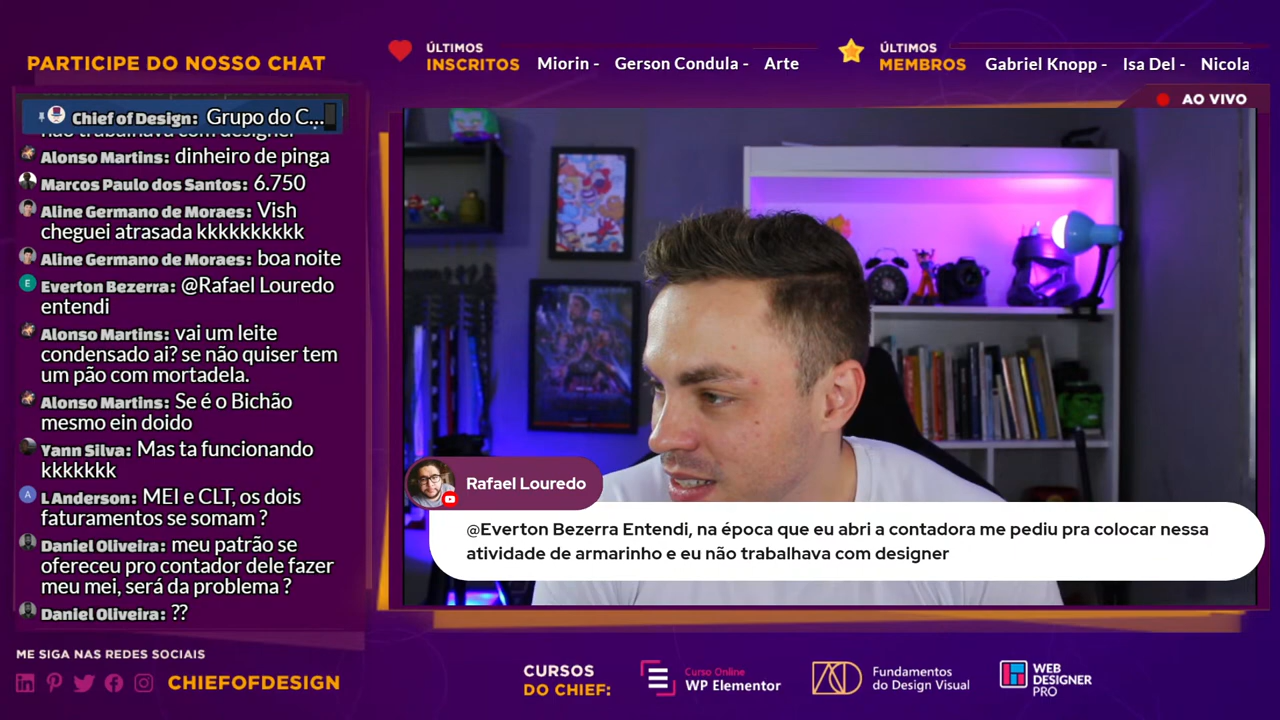 PARTICIPE DO NOSSO CHAT
ÚLTIMOS
INSCRITOS
Miorin - Gerson Condula - Arte
ÚLTIMOS
MEMBROS
Gabriel Knopp - Isa Del - Nicola
AO VIVO
Chief of Design: Grupo do C...
não trabalhava com designer
Alonso Martins: dinheiro de pinga
Marcos Paulo dos Santos: 6.750
Aline Germano de Moraes: Vish
cheguei atrasada kkkkkkkkkk
Aline Germano de Moraes: boa noite
E
Everton Bezerra: @Rafael Louredo
entendi
Alonso Martins: vai um leite
condensado ai? se não quiser tem
um pão com mortadela.
Alonso Martins: Se é o Bichão
mesmo ein doido
Yann Silva: Mas ta funcionando
kkkkkkk
A
L Anderson: MEI e CLT, os dois
faturamentos se somam ?
Daniel Oliveira: meu patrão se
ofereceu pro contador dele fazer
meu mei, será da problema ?
Daniel Oliveira: ??
Rafael Louredo
@Everton Bezerra Entendi, na época que eu abri a contadora me pediu pra colocar nessa
atividade de armarinho e eu não trabalhava com designer
ME SIGA NAS REDES SOCIAIS
CHIEFOFDESIGN
CURSOS
DO CHIEF:
Curso Online
WP Elementor
Fundamentos
do Design Visual
WEB
DESIGNER
PRO